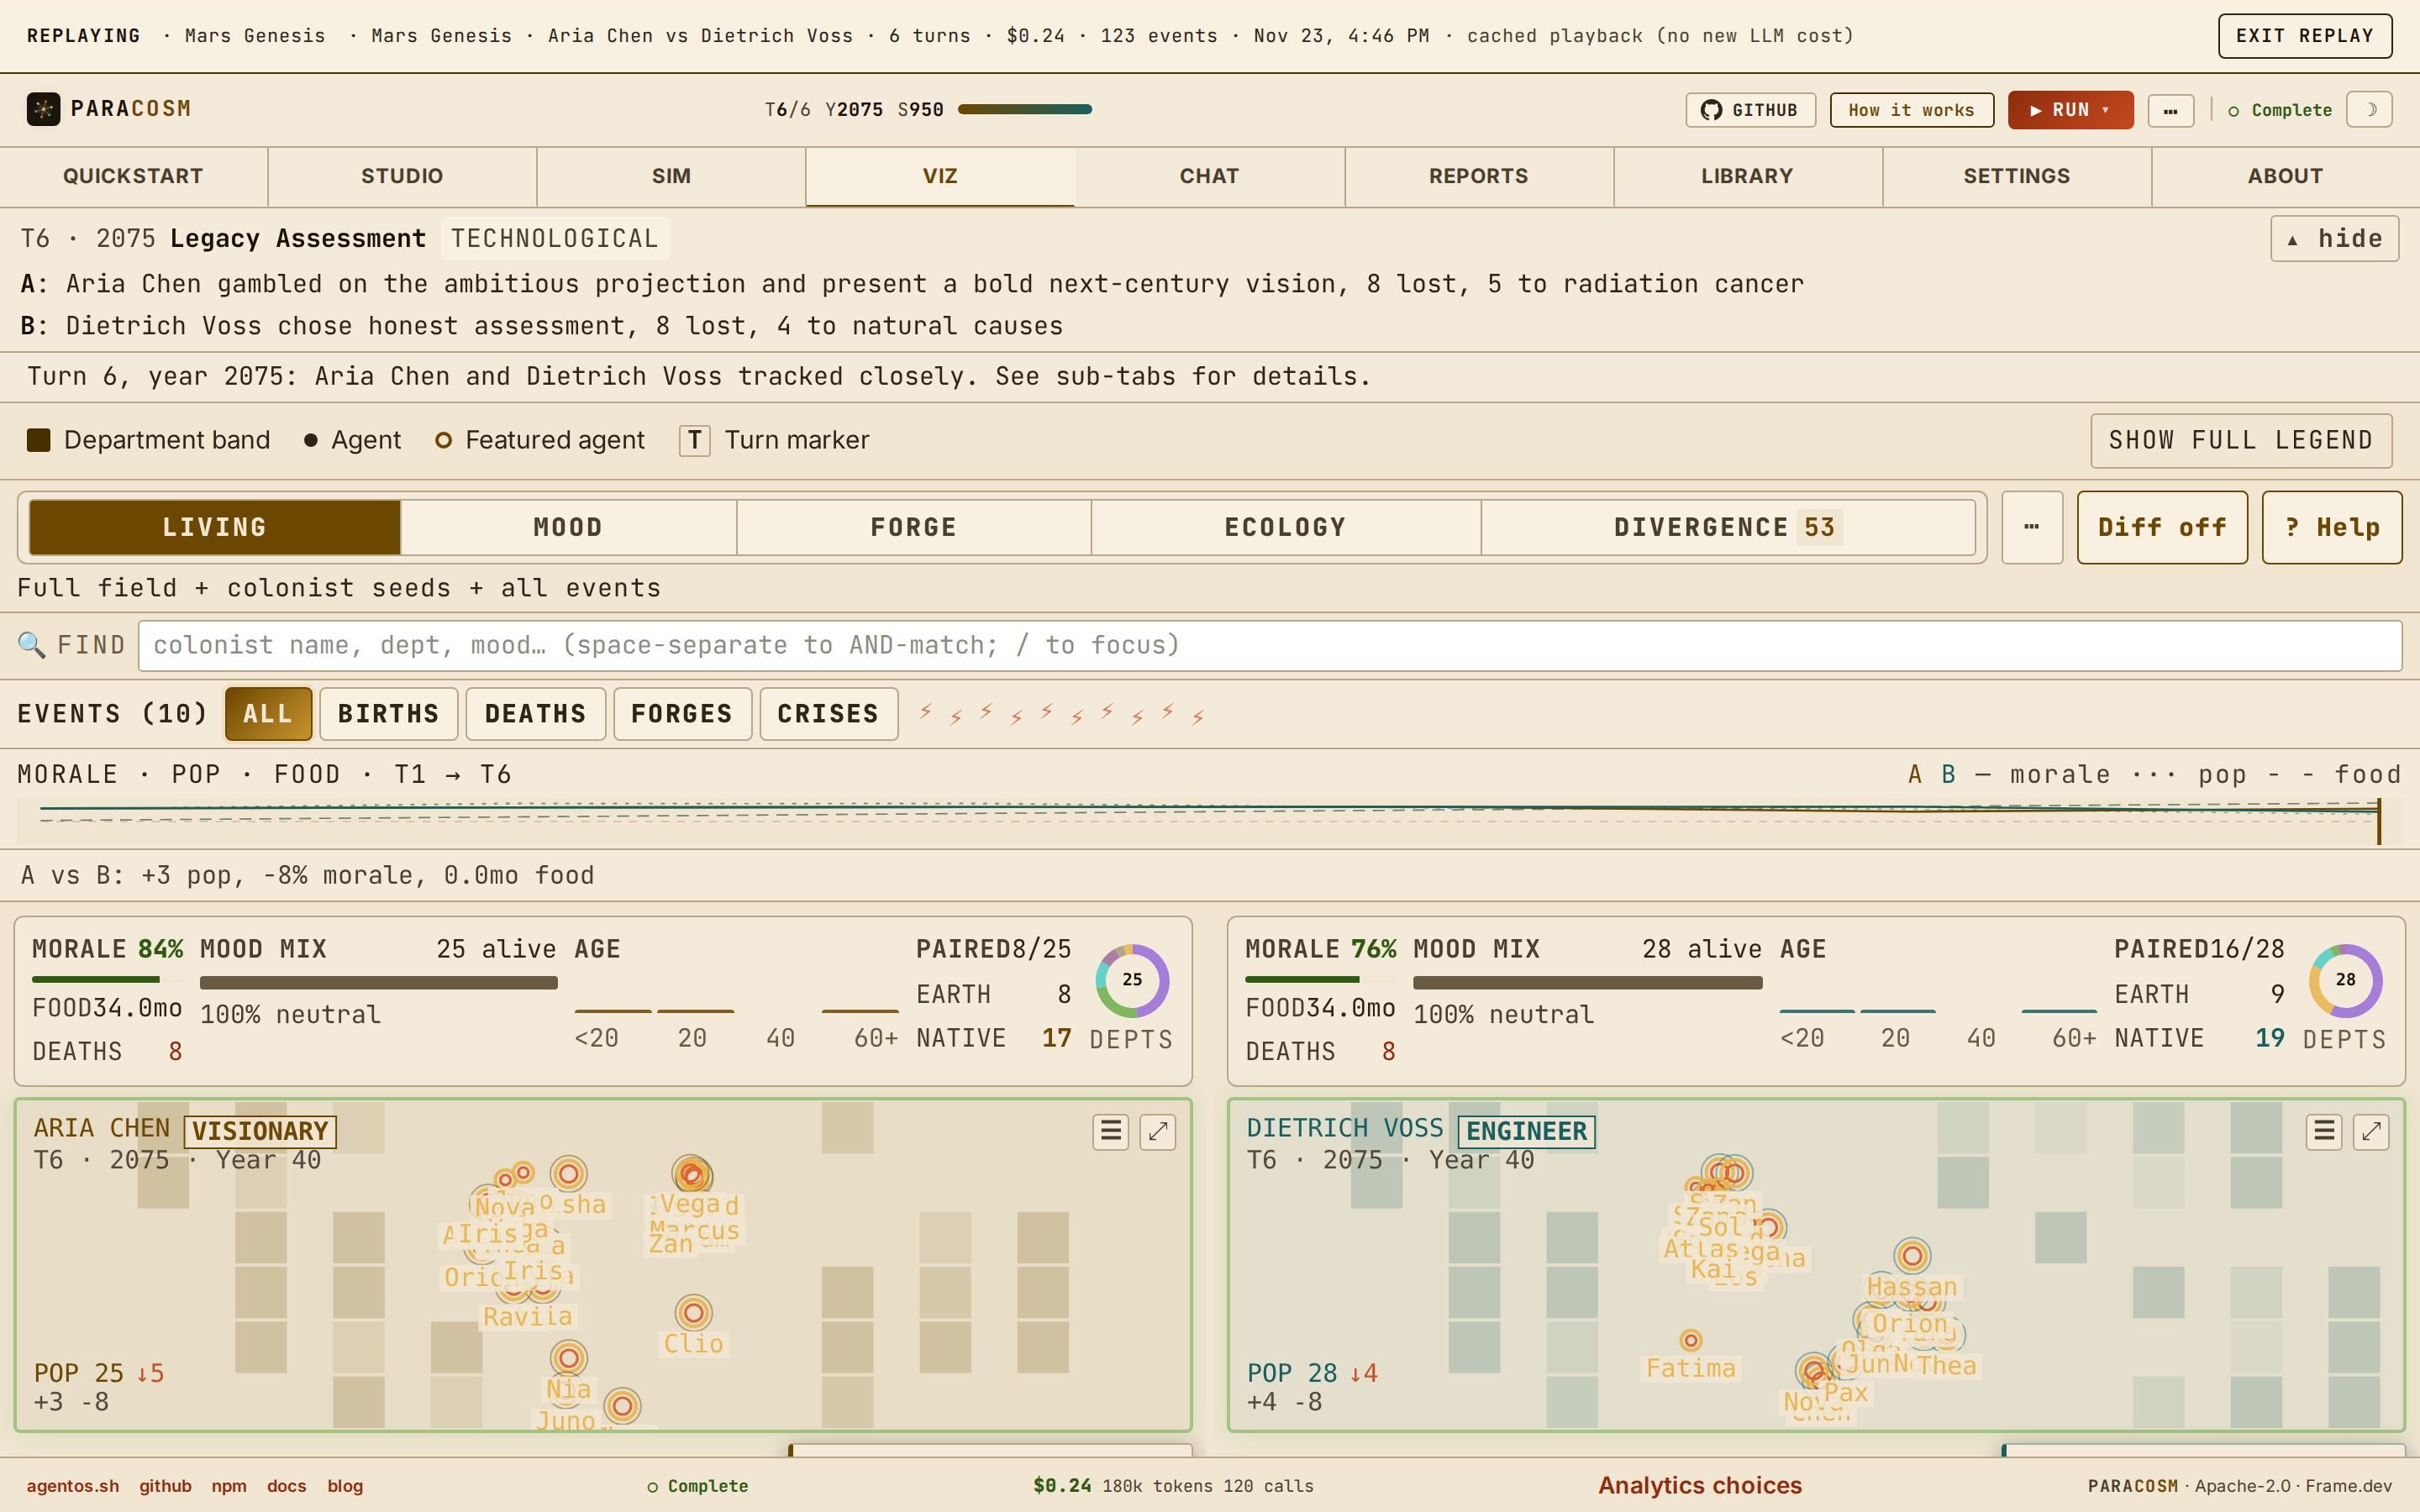 REPLAYING · Mars Genesis · Mars Genesis · Aria Chen vs Dietrich Voss · 6 turns · $0.24 · 123 events · Nov 23, 4:46 PM · cached playback (no new LLM cost)
EXIT REPLAY
PARACOSM
T6/6 Y2075 S950
GITHUB
How it works
▶ RUN ▾
…
○ Complete
QUICKSTART
STUDIO
SIM
VIZ
CHAT
REPORTS
LIBRARY
SETTINGS
ABOUT
T6 · 2075 Legacy Assessment TECHNOLOGICAL
▴ hide
A: Aria Chen gambled on the ambitious projection and present a bold next-century vision, 8 lost, 5 to radiation cancer
B: Dietrich Voss chose honest assessment, 8 lost, 4 to natural causes
Turn 6, year 2075: Aria Chen and Dietrich Voss tracked closely. See sub-tabs for details.
Department band
Agent
Featured agent
T Turn marker
SHOW FULL LEGEND
LIVING
MOOD
FORGE
ECOLOGY
DIVERGENCE 53
…
Diff off
? Help
Full field + colonist seeds + all events
FIND
colonist name, dept, mood… (space-separate to AND-match; / to focus)
EVENTS (10)
ALL
BIRTHS
DEATHS
FORGES
CRISES
MORALE · POP · FOOD · T1 → T6
A B — morale ··· pop - - food
A vs B: +3 pop, -8% morale, 0.0mo food
MORALE 84%
FOOD34.0mo
DEATHS 8
MOOD MIX 25 alive
100% neutral
AGE
<20 20 40 60+
PAIRED8/25
EARTH 8
NATIVE 17
25
DEPTS
MORALE 76%
FOOD34.0mo
DEATHS 8
MOOD MIX 28 alive
100% neutral
AGE
<20 20 40 60+
PAIRED16/28
EARTH 9
NATIVE 19
28
DEPTS
ARIA CHEN VISIONARY
T6 · 2075 · Year 40
Nova
Vega
Marcus
Zan
Iris
Iris
Clio
Nia
Juno
POP 25 ↓5
+3 -8
DIETRICH VOSS ENGINEER
T6 · 2075 · Year 40
Zan
Sol
Atlas
Kai
Hassan
Orion
Fatima
Jun
Thea
Pax
POP 28 ↓4
+4 -8
agentos.sh github npm docs blog
○ Complete
$0.24 180k tokens 120 calls
Analytics choices
PARACOSM · Apache-2.0 · Frame.dev